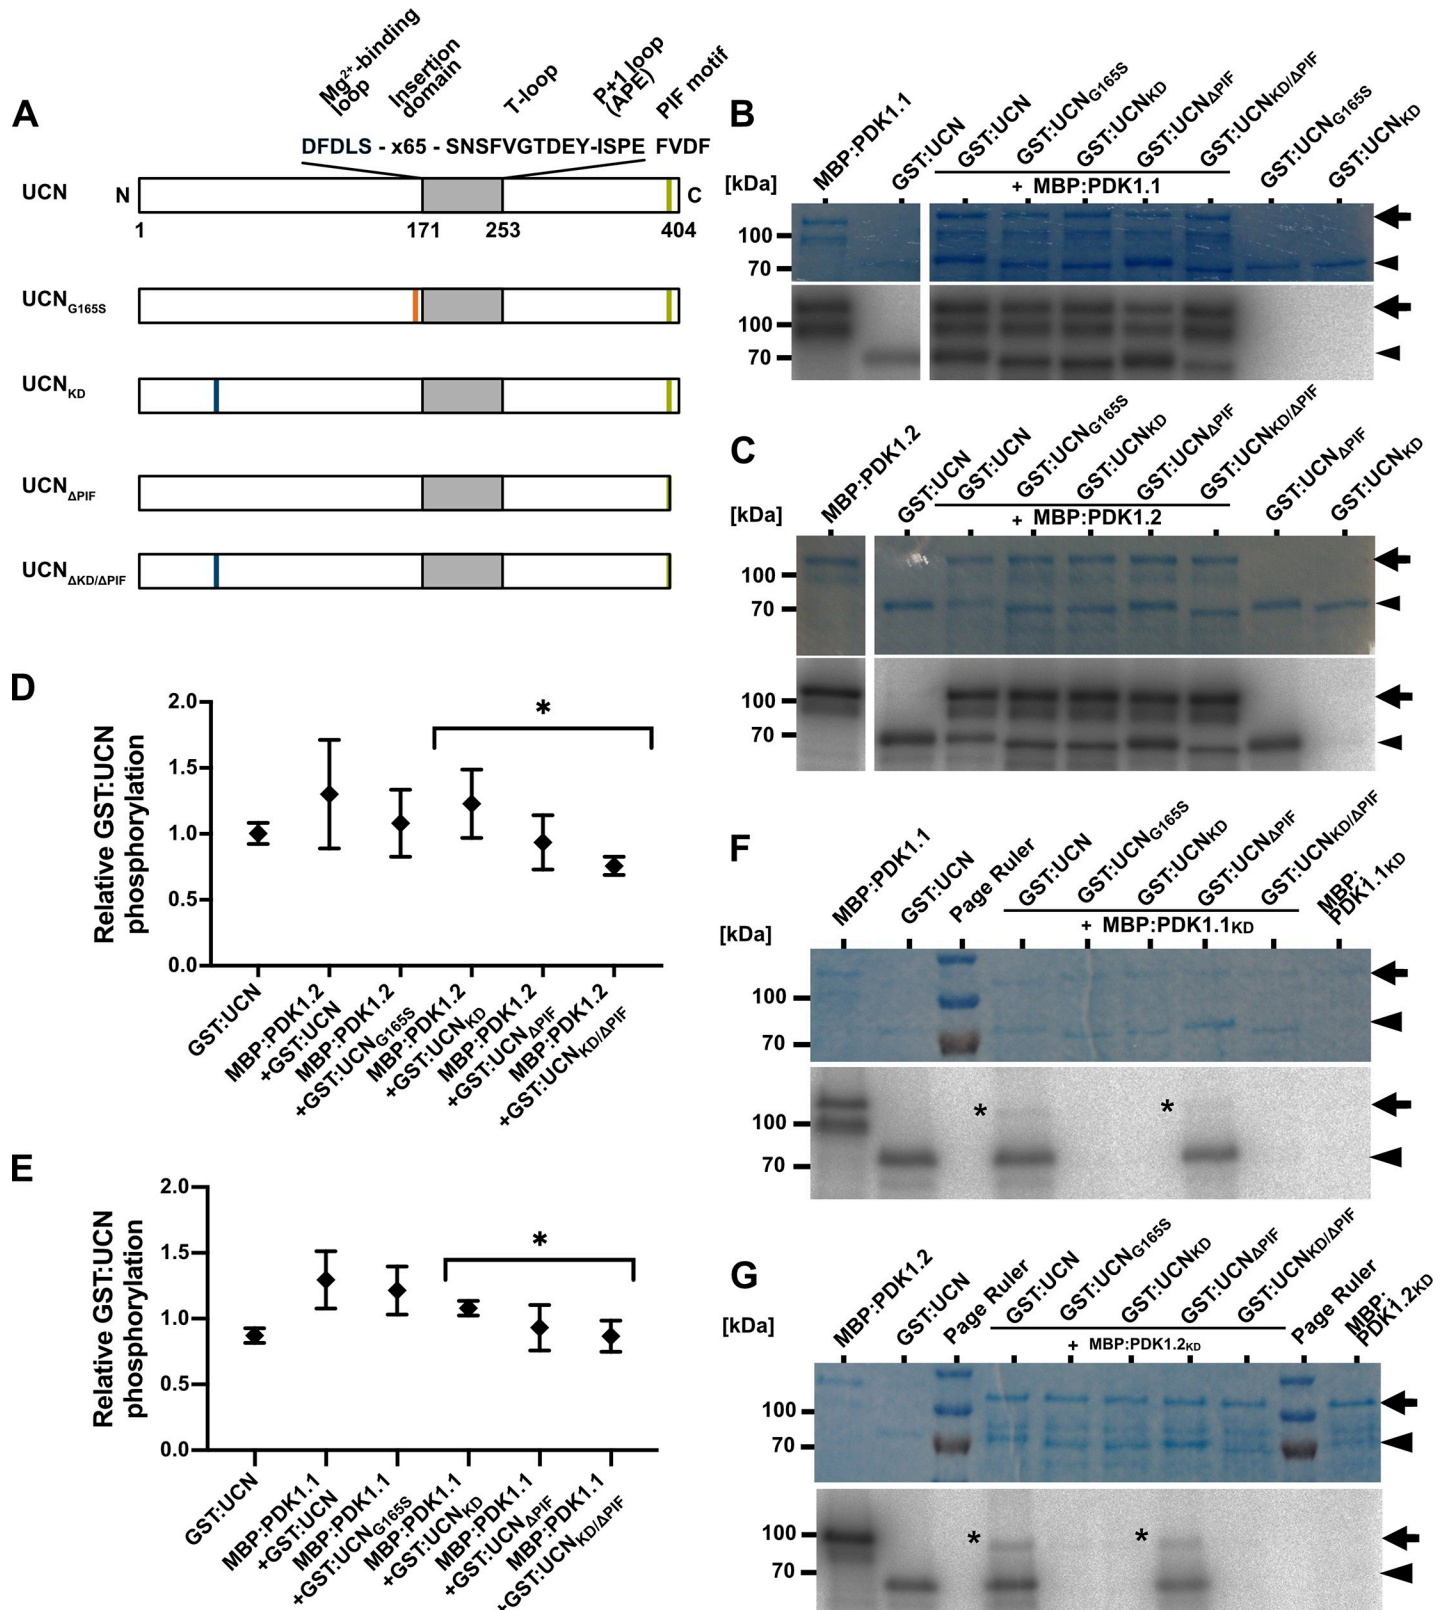 A
Mg2+-binding loop
Insertion domain
T-loop
P+1 loop (APE)
PIF motif
DFDLS - x65 - SNSFVGTDEY-ISPE FVDF
UCN N C
1 171 253 404
UCNG165S
UCNKD
UCNΔPIF
UCNΔKD/ΔPIF
B
MBP:PDK1.1
GST:UCN
GST:UCN
GST:UCNG165S
GST:UCNKD
GST:UCNΔPIF
GST:UCNKD/ΔPIF
GST:UCNG165S
GST:UCNKD
[kDa]
+ MBP:PDK1.1
100
70
100
70
C
MBP:PDK1.2
GST:UCN
GST:UCN
GST:UCNG165S
GST:UCNKD
GST:UCNΔPIF
GST:UCNKD/ΔPIF
GST:UCNΔPIF
GST:UCNKD
[kDa]
+ MBP:PDK1.2
100
70
100
70
D
Relative GST:UCN
phosphorylation
2.0
1.5
1.0
0.5
0.0
*
GST:UCN
MBP:PDK1.2
+GST:UCN
MBP:PDK1.2
+GST:UCNG165S
MBP:PDK1.2
+GST:UCNKD
MBP:PDK1.2
+GST:UCNΔPIF
MBP:PDK1.2
+GST:UCNKD/ΔPIF
E
Relative GST:UCN
phosphorylation
2.0
1.5
1.0
0.5
0.0
*
GST:UCN
MBP:PDK1.1
+GST:UCN
MBP:PDK1.1
+GST:UCNG165S
MBP:PDK1.1
+GST:UCNKD
MBP:PDK1.1
+GST:UCNΔPIF
MBP:PDK1.1
+GST:UCNKD/ΔPIF
F
MBP:PDK1.1
GST:UCN
Page Ruler
GST:UCN
GST:UCNG165S
GST:UCNKD
GST:UCNΔPIF
GST:UCNKD/ΔPIF
MBP:
PDK1.1KD
[kDa]
+ MBP:PDK1.1KD
100
70
* *
100
70
G
MBP:PDK1.2
GST:UCN
Page Ruler
GST:UCN
GST:UCNG165S
GST:UCNKD
GST:UCNΔPIF
GST:UCNKD/ΔPIF
Page Ruler
MBP:
PDK1.2KD
[kDa]
+ MBP:PDK1.2KD
100
70
* *
100
70